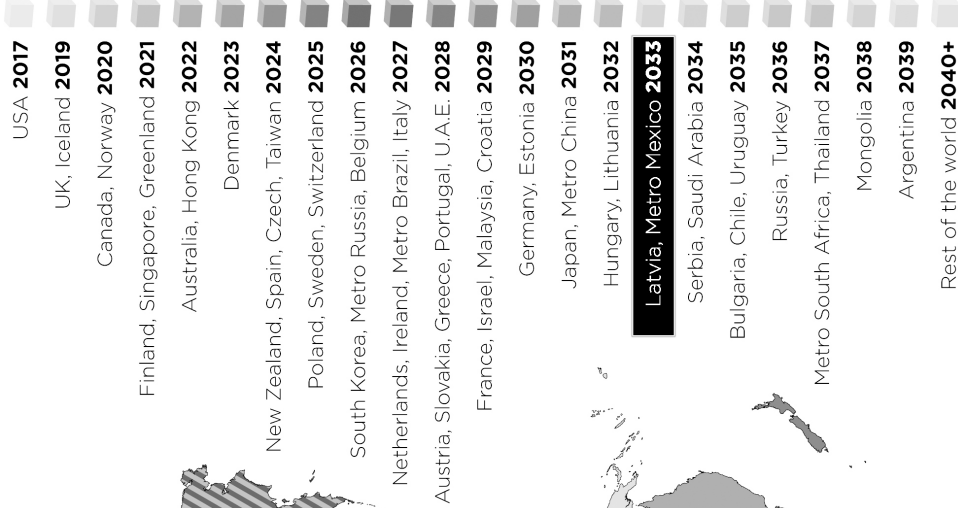 USA 2017
UK, Iceland 2019
Canada, Norway 2020
Finland, Singapore, Greenland 2021
Australia, Hong Kong 2022
Denmark 2023
New Zealand, Spain, Czech, Taiwan 2024
Poland, Sweden, Switzerland 2025
South Korea, Metro Russia, Belgium 2026
Netherlands, Ireland, Metro Brazil, Italy 2027
Austria, Slovakia, Greece, Portugal, U.A.E. 2028
France, Israel, Malaysia, Croatia 2029
Germany, Estonia 2030
Japan, Metro China 2031
Hungary, Lithuania 2032
Latvia, Metro Mexico 2033
Serbia, Saudi Arabia 2034
Bulgaria, Chile, Uruguay 2035
Russia, Turkey 2036
Metro South Africa, Thailand 2037
Mongolia 2038
Argentina 2039
Rest of the world 2040+